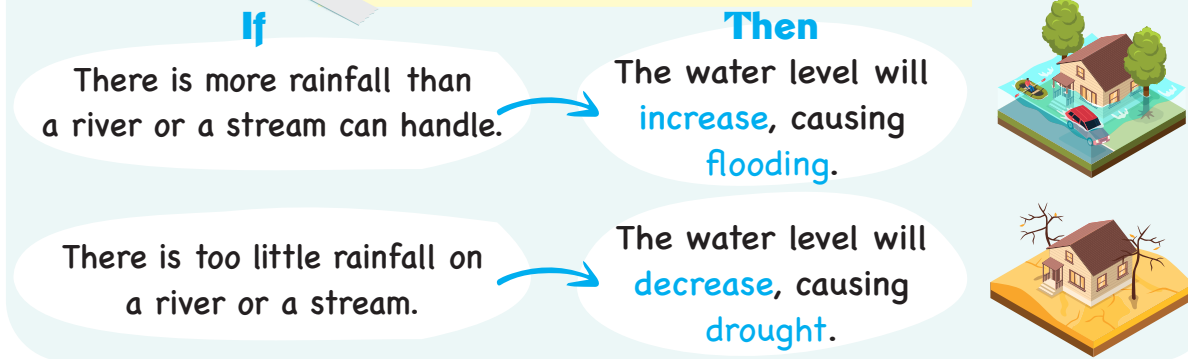 If
Then
There is more rainfall than
a river or a stream can handle.
The water level will
increase, causing
flooding.
There is too little rainfall on
a river or a stream.
The water level will
decrease, causing
drought.